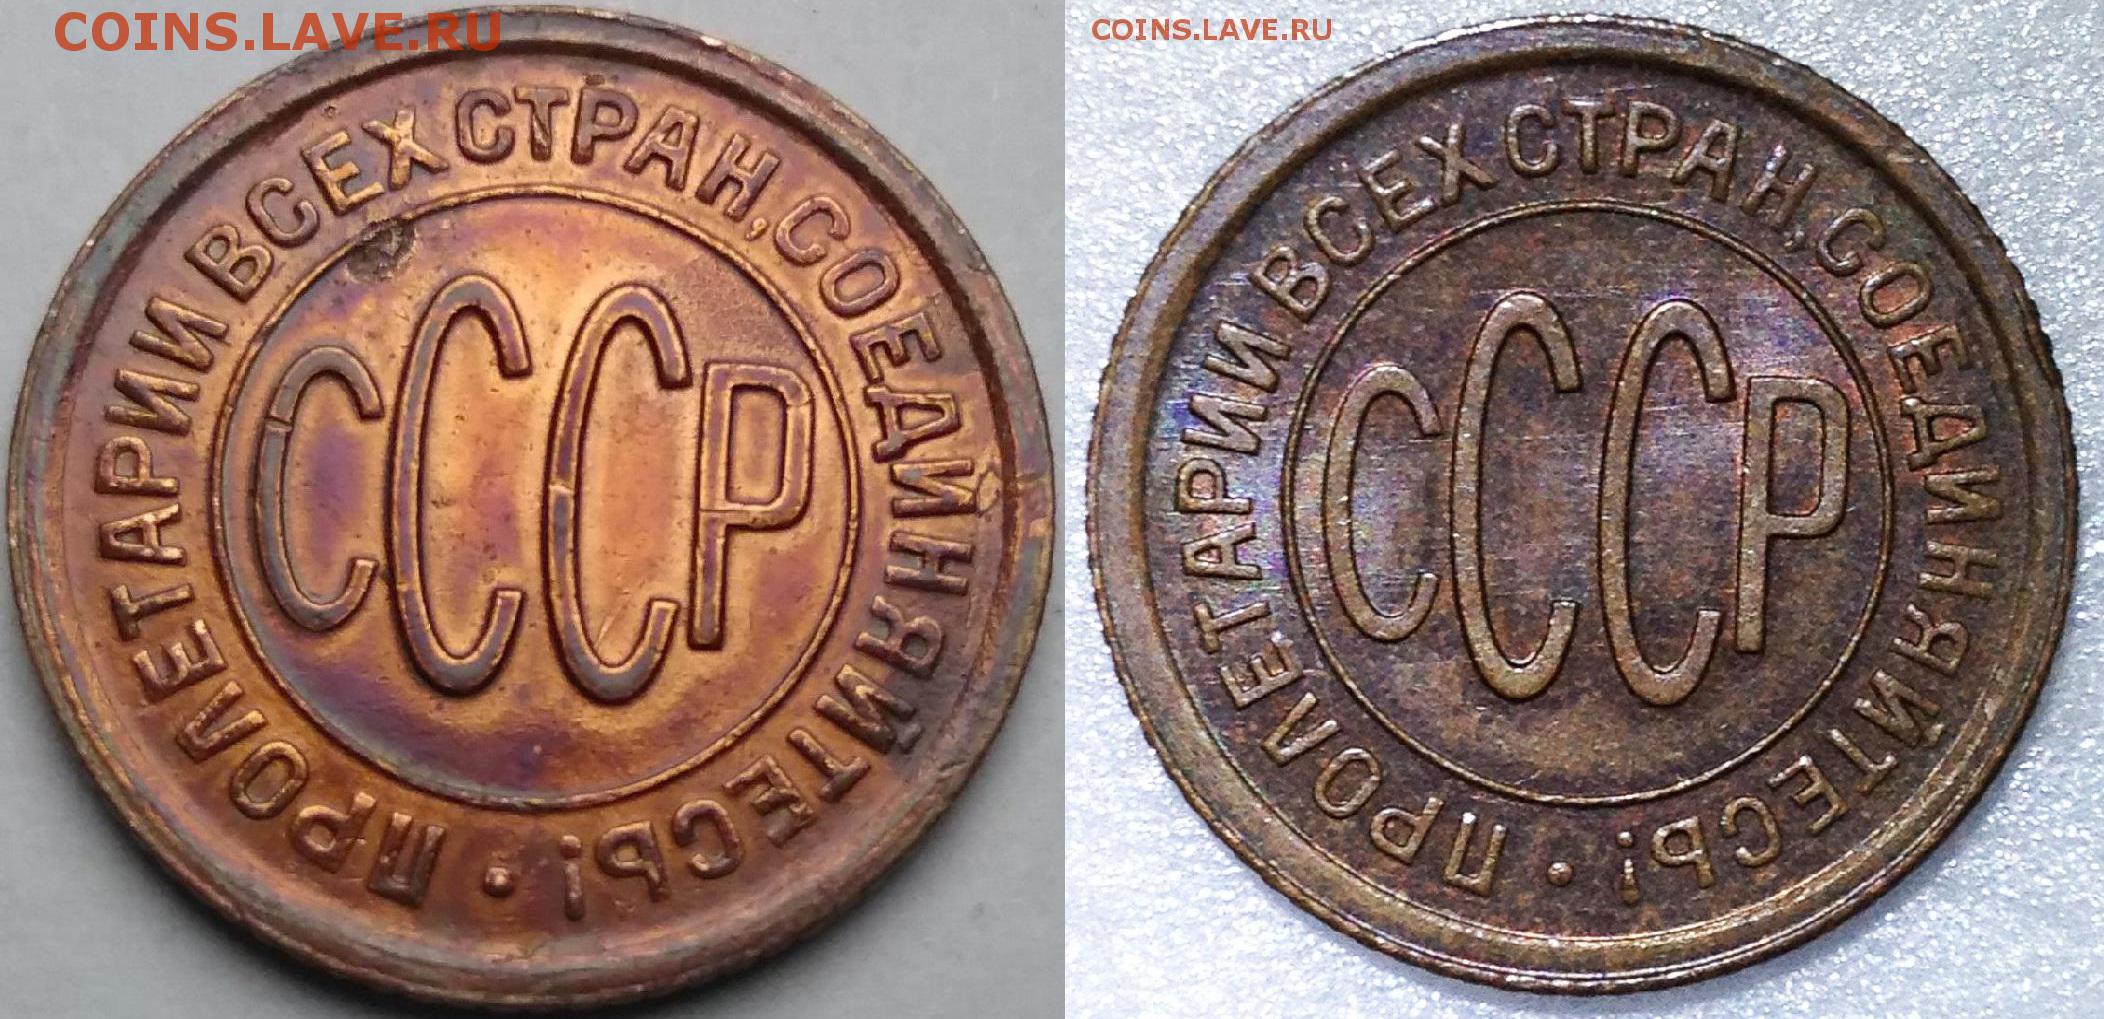 COINS.LAVE.RU
ПРОЛЕТАРИИ ВСЕХ СТРАН, СОЕДИНЯЙТЕСЬ! •
СССР
COINS.LAVE.RU
ПРОЛЕТАРИИ ВСЕХ СТРАН, СОЕДИНЯЙТЕСЬ! •
СССР